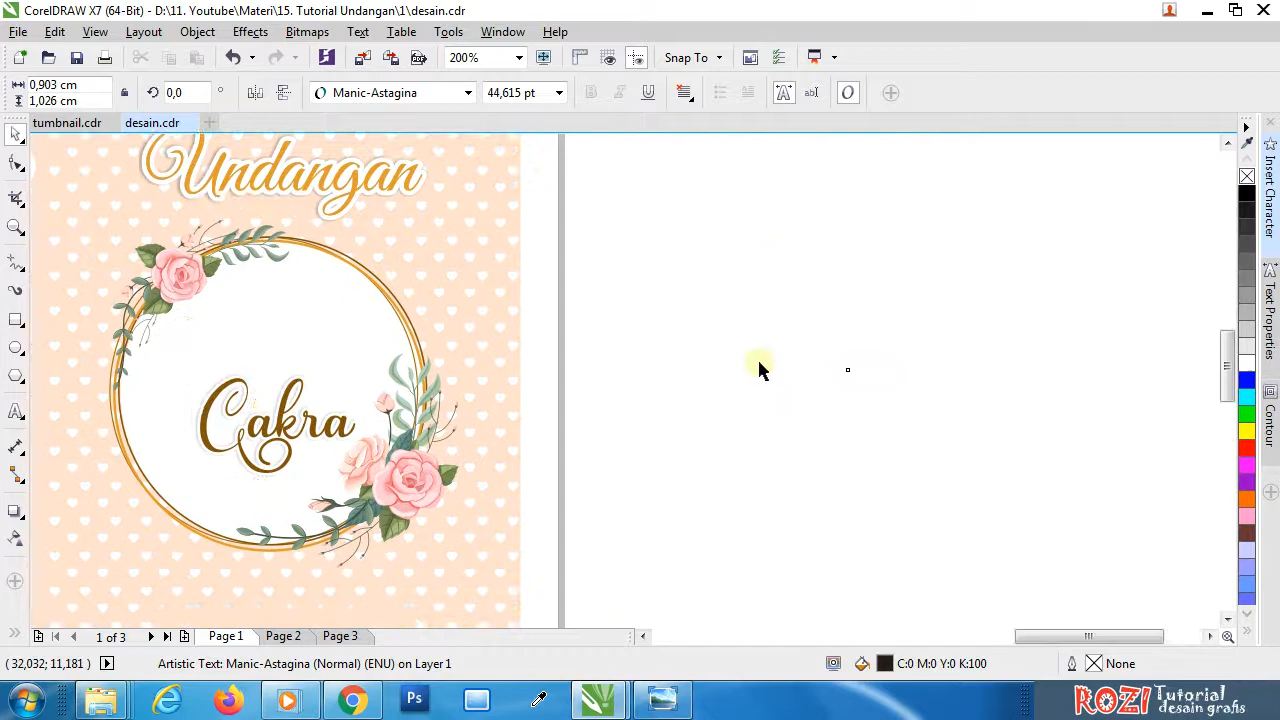 CorelDRAW X7 (64-Bit) - D:\11. Youtube\Materi\15. Tutorial Undangan\1\desain.cdr
File Edit View Layout Object Effects Bitmaps Text Table Tools Window Help
200% Snap To
0,903 cm
1,026 cm
0,0 ° Manic-Astagina 44,615 pt
tumbnail.cdr desain.cdr
Undangan
Cakra
Insert Character
Text Properties
Contour
1 of 3 Page 1 Page 2 Page 3
( 32,032; 11,181 ) Artistic Text: Manic-Astagina (Normal) (ENU) on Layer 1 C:0 M:0 Y:0 K:100 None
Ps
ROZI Tutorial
desain grafis